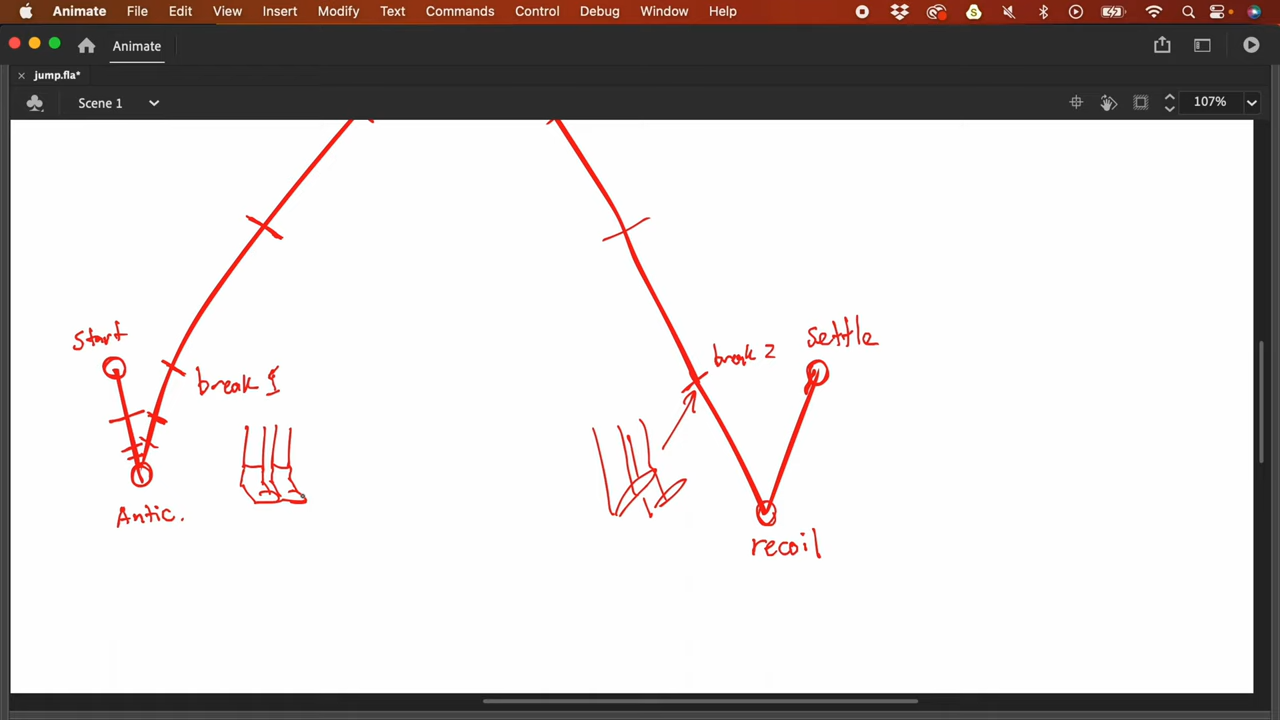 Animate File Edit View Insert Modify Text Commands Control Debug Window Help
Animate
jump.fla*
Scene 1
107%
start
break 1
Antic.
break 2
settle
recoil